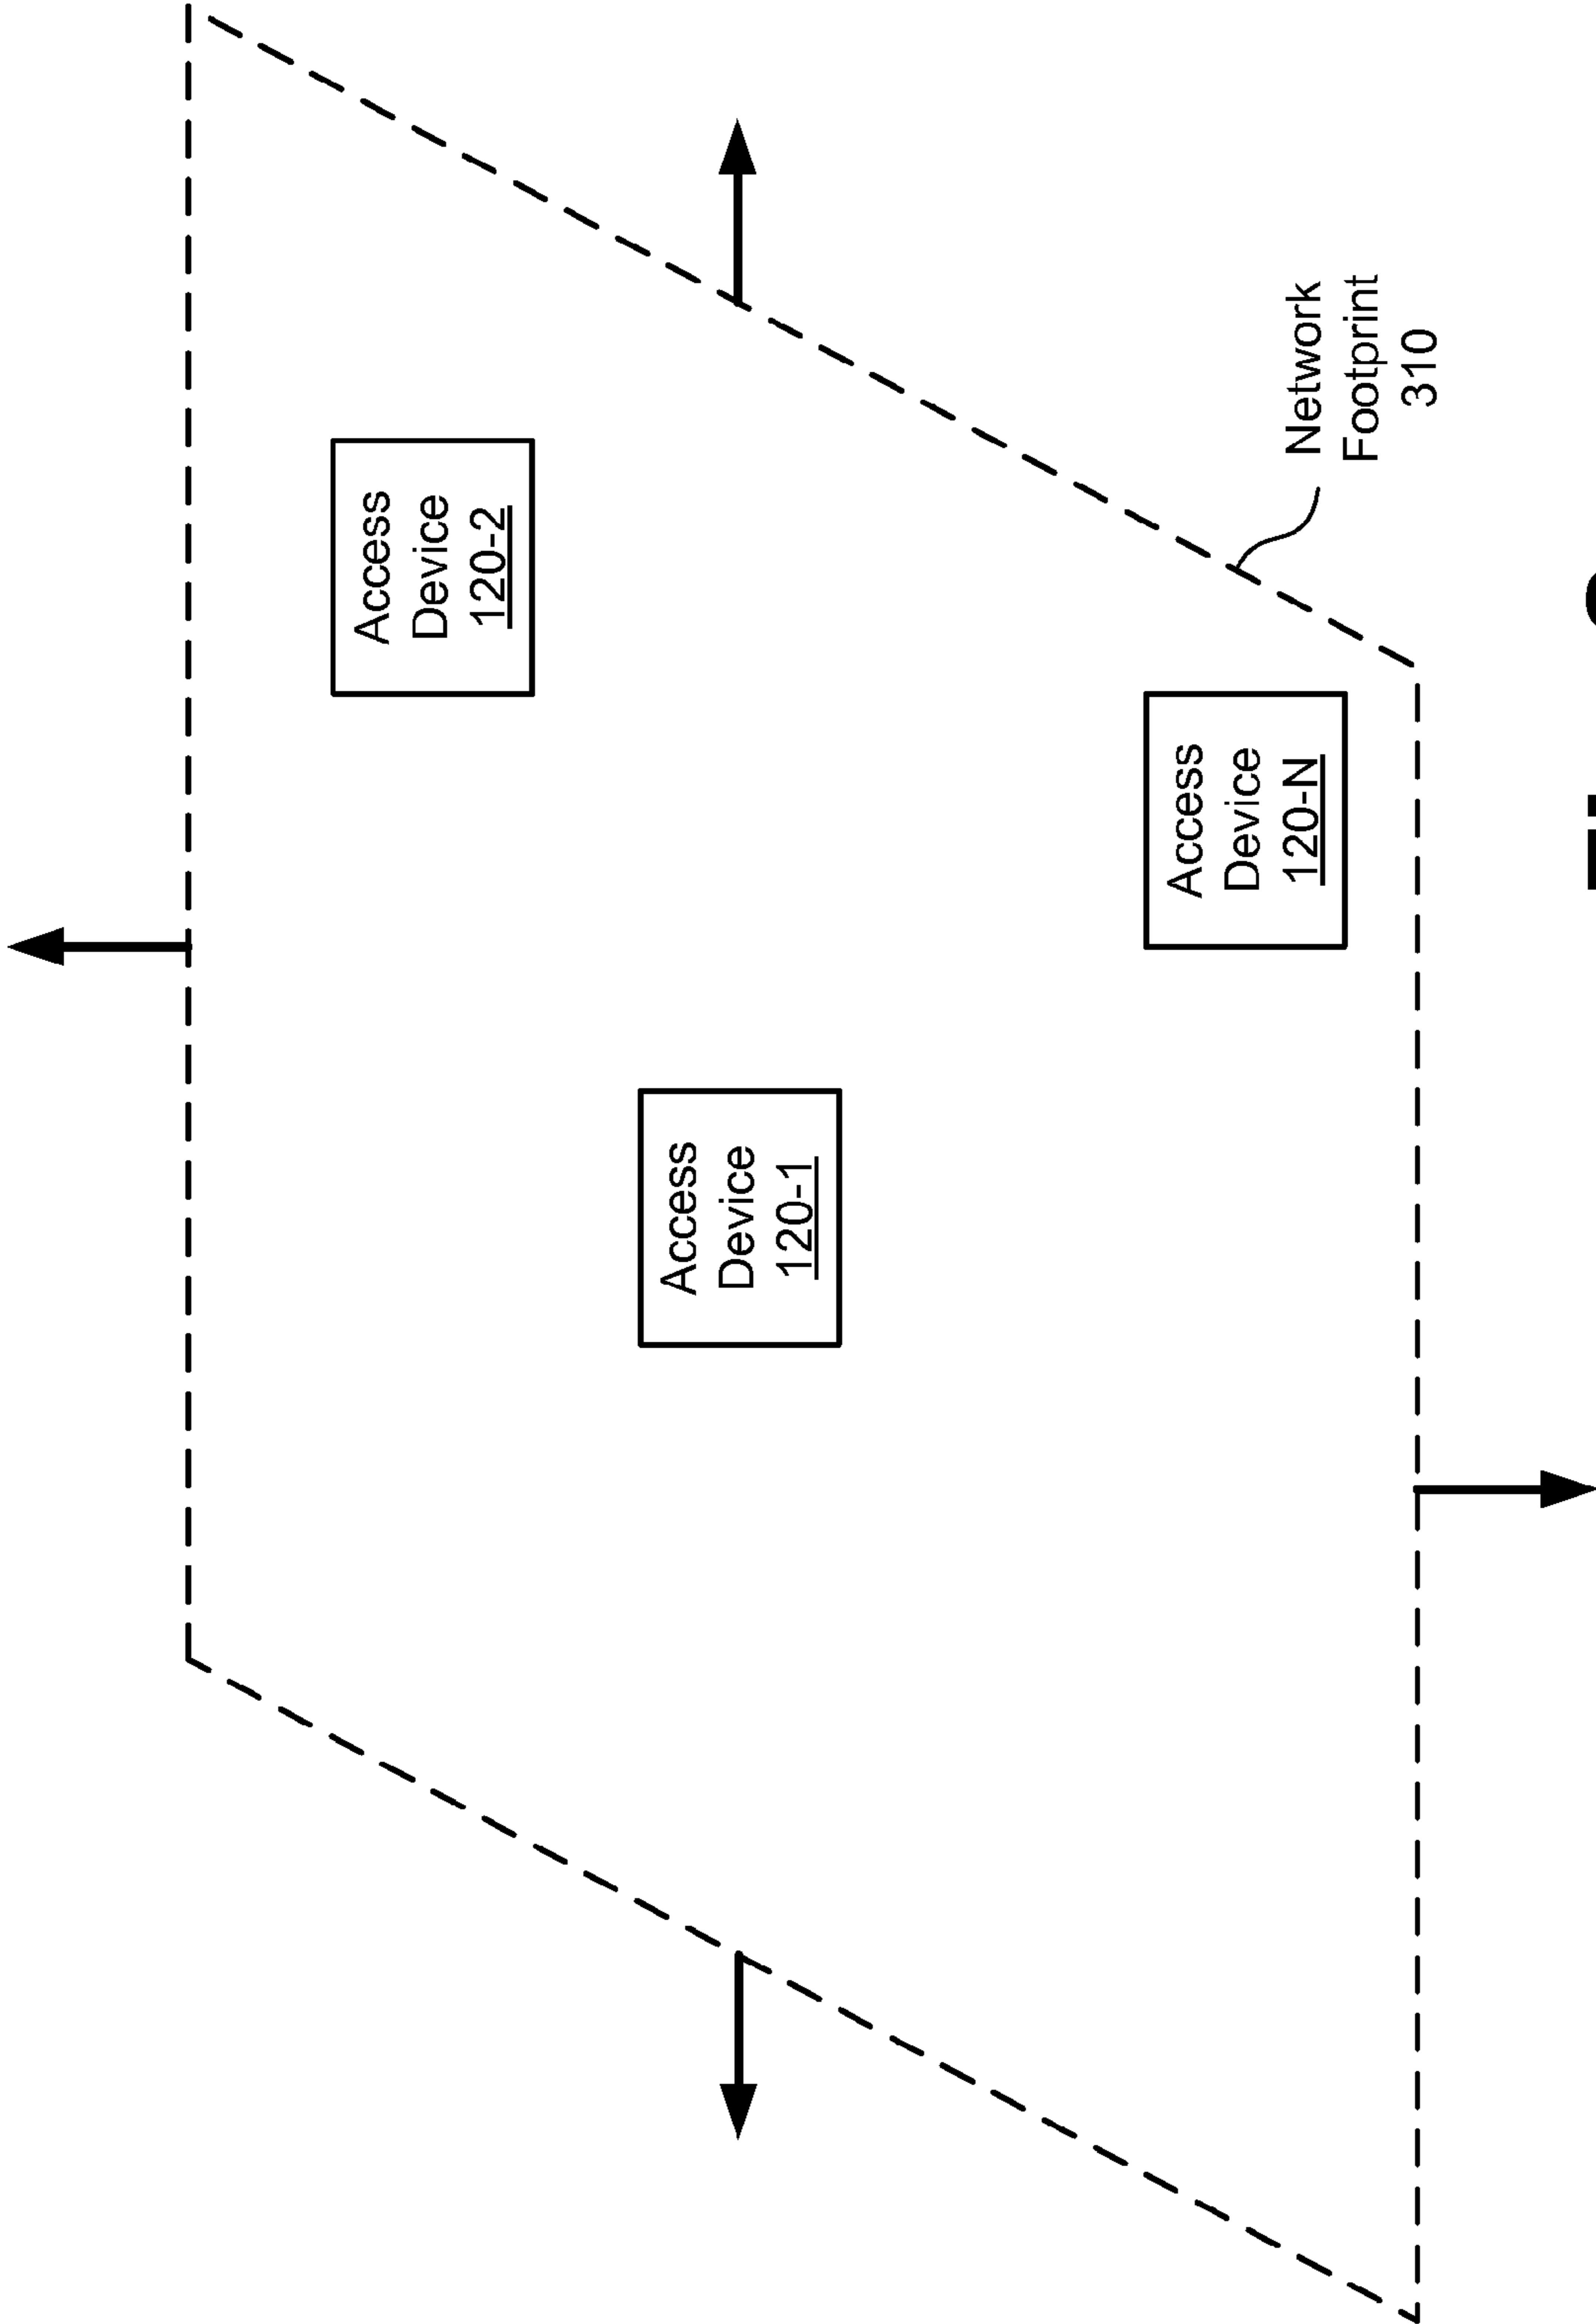 Access
Device
120-2
Access
Device
120-1
Access
Device
120-N
Network
Footprint
310